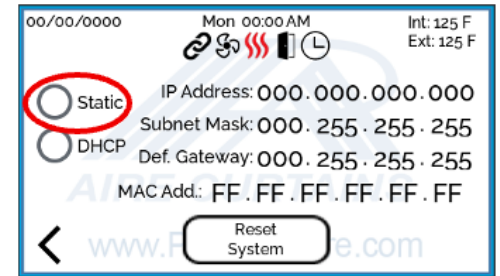 00/00/0000 Mon 00:00 AM Int: 125 F
Ext: 125 F
Static IP Address: 000.000.000.000
Subnet Mask: 000.255.255.255
DHCP Def. Gateway: 000.255.255.255
MAC Add.: FF.FF.FF.FF.FF.FF
Reset
System